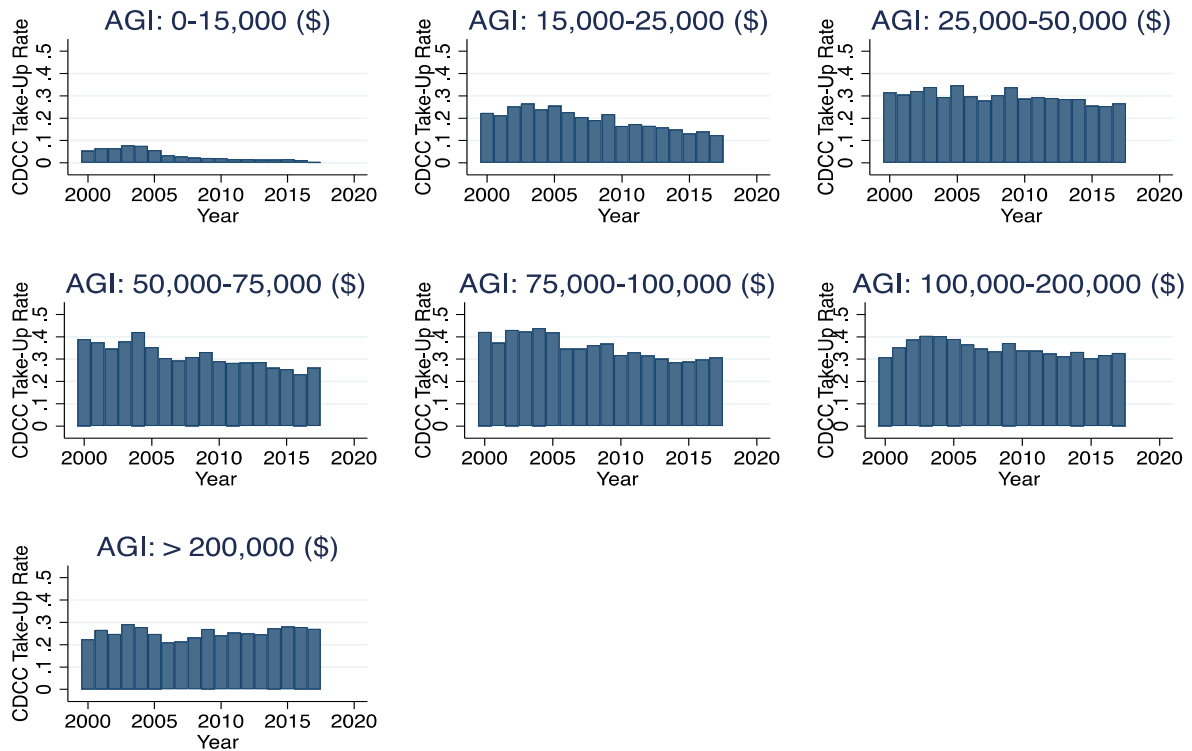 AGI: 0-15,000 ($)
CDCC Take-Up Rate
0 .1 .2 .3 .4 .5
2000 2005 2010 2015 2020
Year
AGI: 15,000-25,000 ($)
CDCC Take-Up Rate
0 .1 .2 .3 .4 .5
2000 2005 2010 2015 2020
Year
AGI: 25,000-50,000 ($)
CDCC Take-Up Rate
0 .1 .2 .3 .4 .5
2000 2005 2010 2015 2020
Year
AGI: 50,000-75,000 ($)
CDCC Take-Up Rate
0 .1 .2 .3 .4 .5
2000 2005 2010 2015 2020
Year
AGI: 75,000-100,000 ($)
CDCC Take-Up Rate
0 .1 .2 .3 .4 .5
2000 2005 2010 2015 2020
Year
AGI: 100,000-200,000 ($)
CDCC Take-Up Rate
0 .1 .2 .3 .4 .5
2000 2005 2010 2015 2020
Year
AGI: > 200,000 ($)
CDCC Take-Up Rate
0 .1 .2 .3 .4 .5
2000 2005 2010 2015 2020
Year